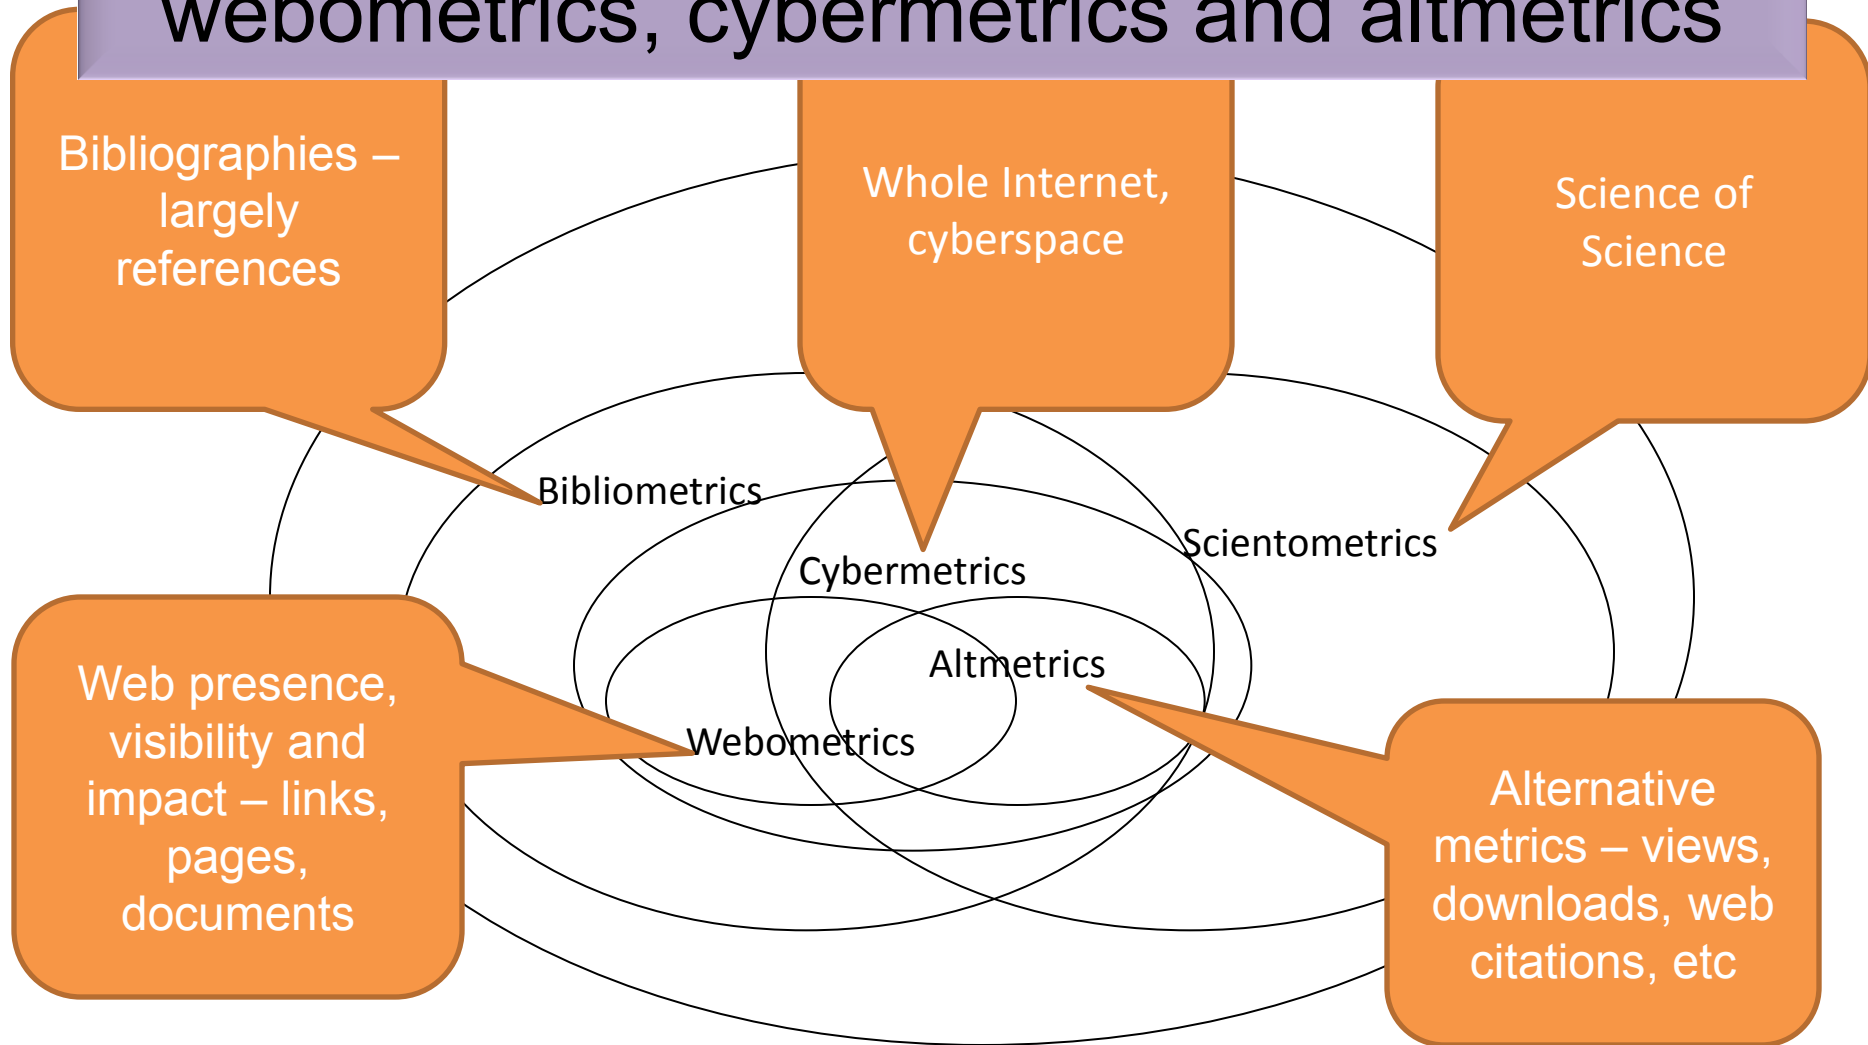 webometrics, cybermetrics and altmetrics
Bibliographies –
largely
references
Whole Internet,
cyberspace
Science of
Science
Bibliometrics
Scientometrics
Cybermetrics
Altmetrics
Webometrics
Web presence,
visibility and
impact – links,
pages,
documents
Alternative
metrics – views,
downloads, web
citations, etc